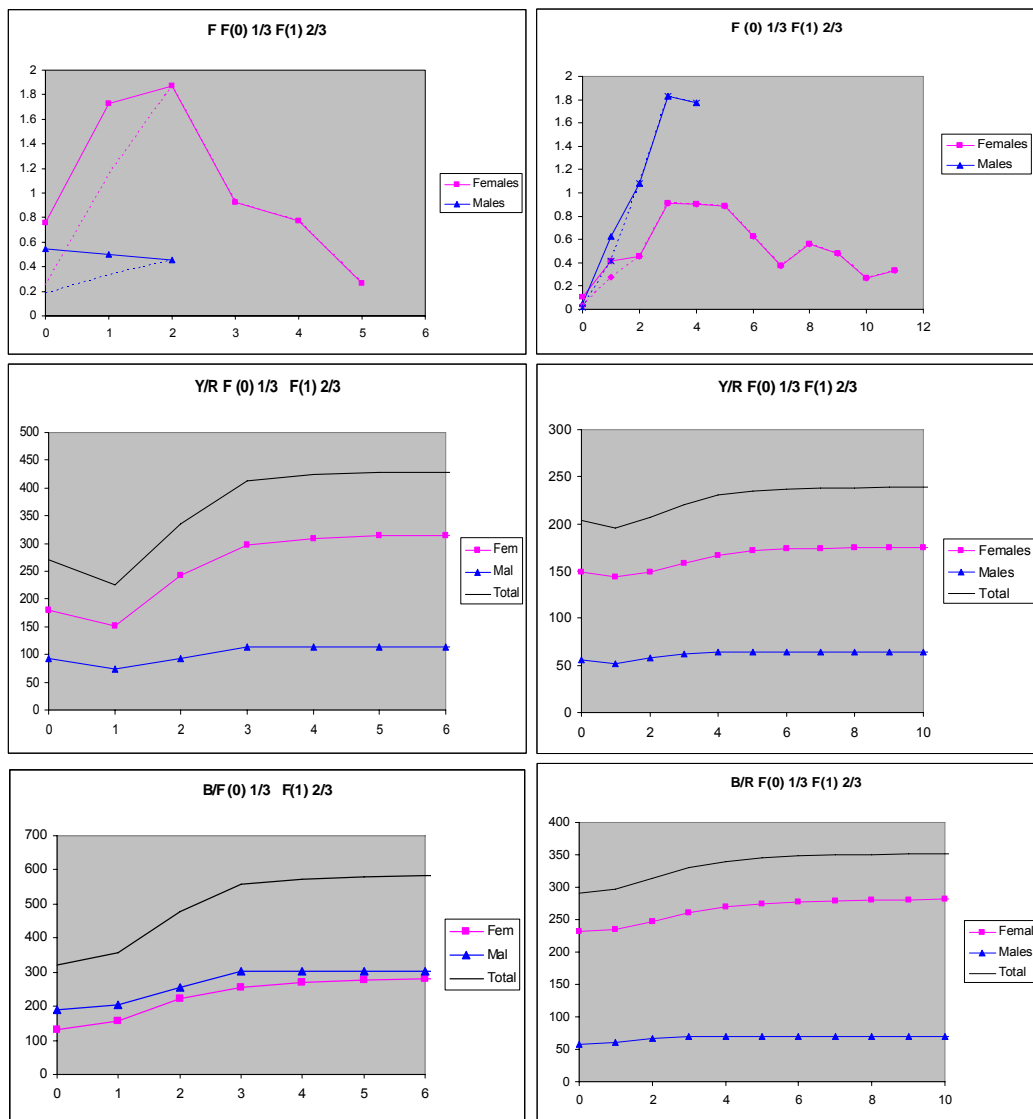 F F(0) 1/3 F(1) 2/3
2
1.8
1.6
1.4
1.2
1
0.8
0.6
0.4
0.2
0
0 1 2 3 4 5 6
Females
Males
F (0) 1/3 F(1) 2/3
2
1.8
1.6
1.4
1.2
1
0.8
0.6
0.4
0.2
0
0 2 4 6 8 10 12
Females
Males
Y/R F (0) 1/3 F(1) 2/3
500
450
400
350
300
250
200
150
100
50
0
0 1 2 3 4 5 6
Fem
Mal
Total
Y/R F(0) 1/3 F(1) 2/3
300
250
200
150
100
50
0
0 2 4 6 8 10
Females
Males
Total
B/F (0) 1/3 F(1) 2/3
700
600
500
400
300
200
100
0
0 1 2 3 4 5 6
Fem
Mal
Total
B/R F(0) 1/3 F(1) 2/3
400
350
300
250
200
150
100
50
0
0 2 4 6 8 10
Femal
Males
Total